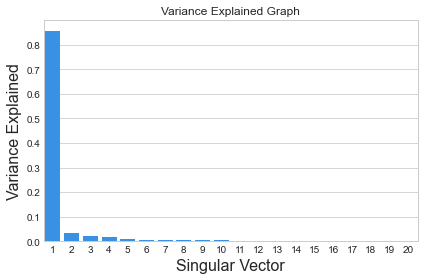 Variance Explained Graph
Variance Explained
0.8
0.7
0.6
0.5
0.4
0.3
0.2
0.1
0.0
1 2 3 4 5 6 7 8 9 10 11 12 13 14 15 16 17 18 19 20
Singular Vector